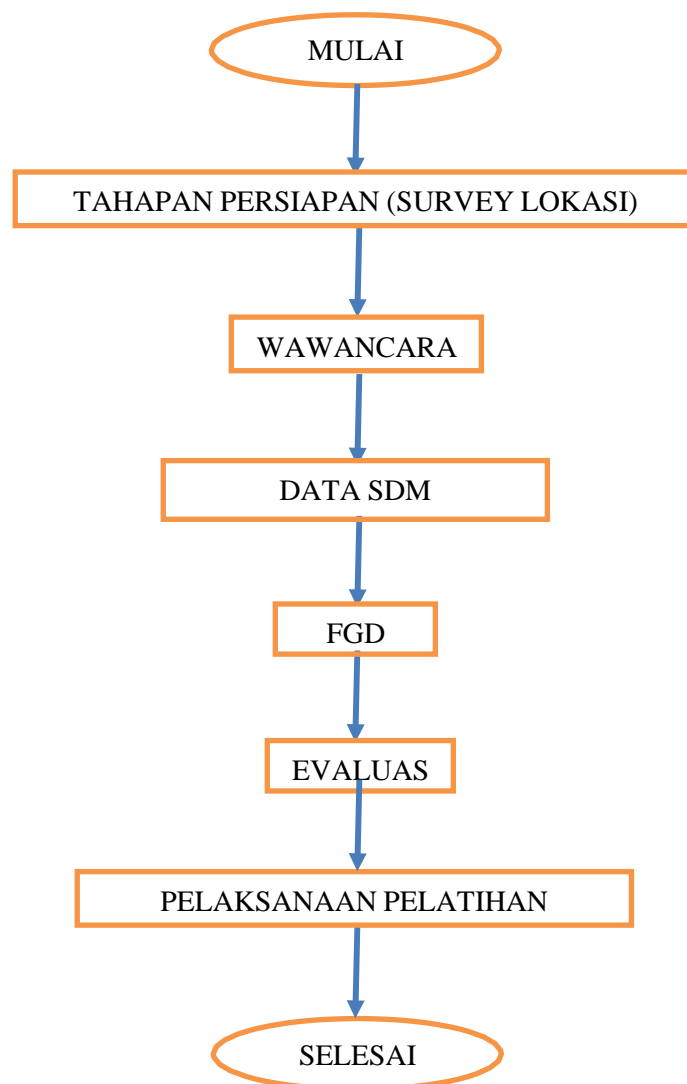 MULAI
TAHAPAN PERSIAPAN (SURVEY LOKASI)
WAWANCARA
DATA SDM
FGD
EVALUAS
PELAKSANAAN PELATIHAN
SELESAI